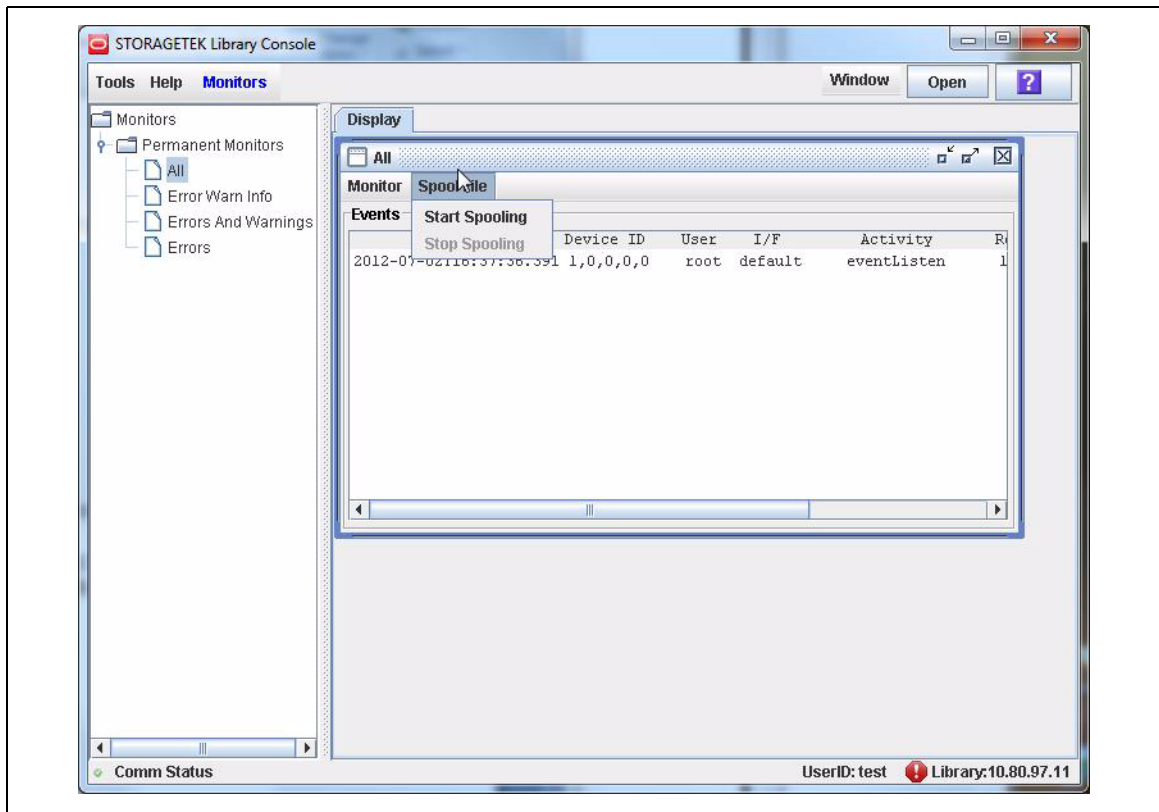 STORAGETEK Library Console
Tools Help Monitors Window Open ?
Monitors
Permanent Monitors
All
Error Warn Info
Errors And Warnings
Errors
Display
All
Monitor
Events
Start Spooling
Stop Spooling
Device ID User I/F Activity
1,0,0,0,0 root default eventListen
Comm Status UserID: test Library:10.80.97.11